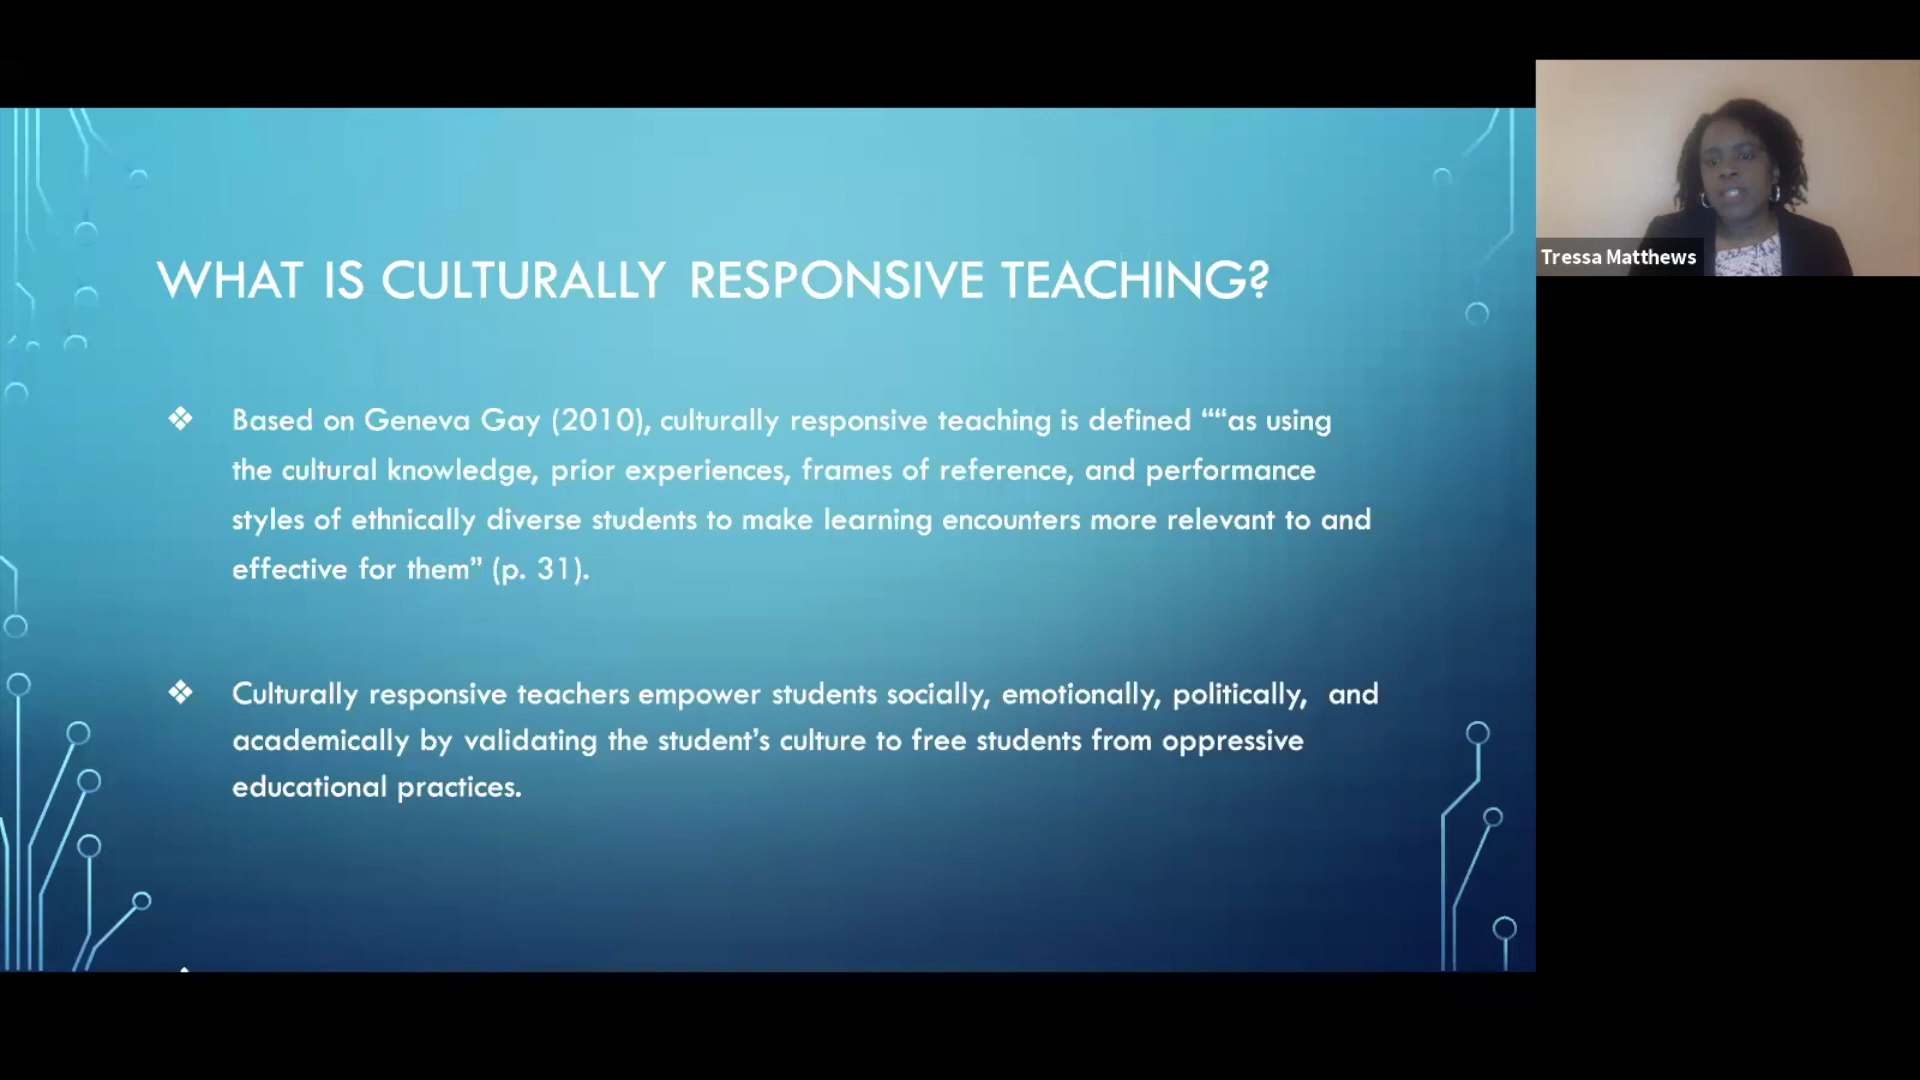 WHAT IS CULTURALLY RESPONSIVE TEACHING?
Tressa Matthews
❖ Based on Geneva Gay (2010), culturally responsive teaching is defined ““as using
the cultural knowledge, prior experiences, frames of reference, and performance
styles of ethnically diverse students to make learning encounters more relevant to and
effective for them” (p. 31).
❖ Culturally responsive teachers empower students socially, emotionally, politically,  and
academically by validating the student’s culture to free students from oppressive
educational practices.